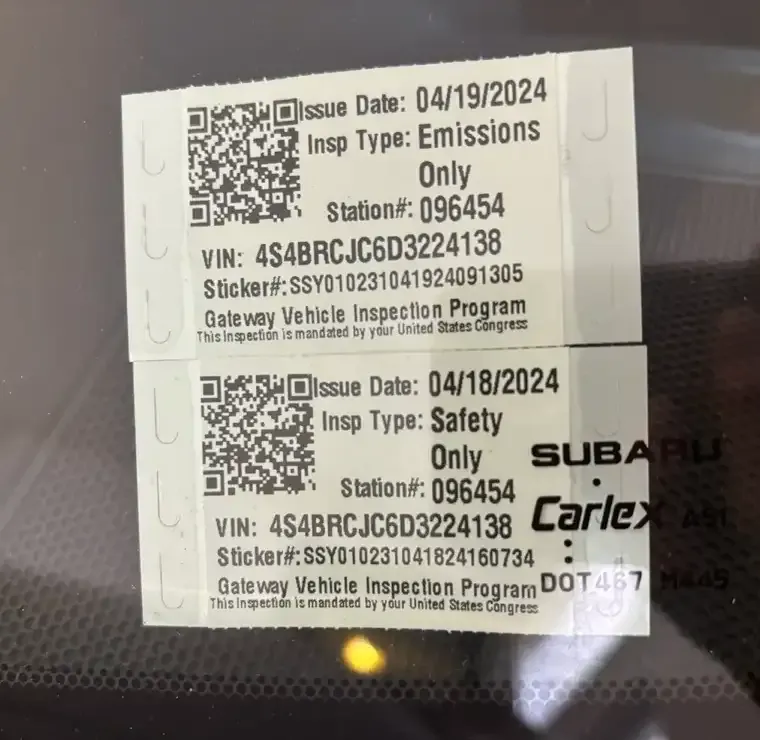 Issue Date: 04/19/2024
Insp Type: Emissions
Only
Station#: 096454
VIN: 4S4BRCJC6D3224138
Sticker#:SSY010231041924091305
Gateway Vehicle Inspection Program
This Inspection is mandated by your United States Congress
Issue Date: 04/18/2024
Insp Type: Safety
Only
Station#: 096454
VIN: 4S4BRCJC6D3224138
Sticker#:SSY010231041824160734
Gateway Vehicle Inspection Program
This Inspection is mandated by your United States Congress
SUBARU
Carlex AS1
DOT467 M445